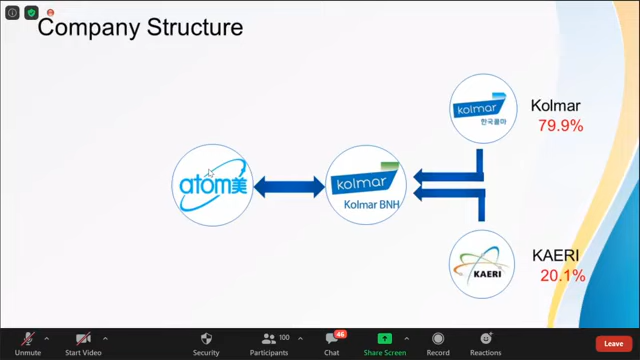 Company Structure
kolmar
한국콜마
Kolmar
79.9%
atom美
kolmar
Kolmar BNH
KAERI
KAERI
20.1%
Unmute
Start Video
Security
100
Participants
46
Chat
Share Screen
Record
Reactions
Leave